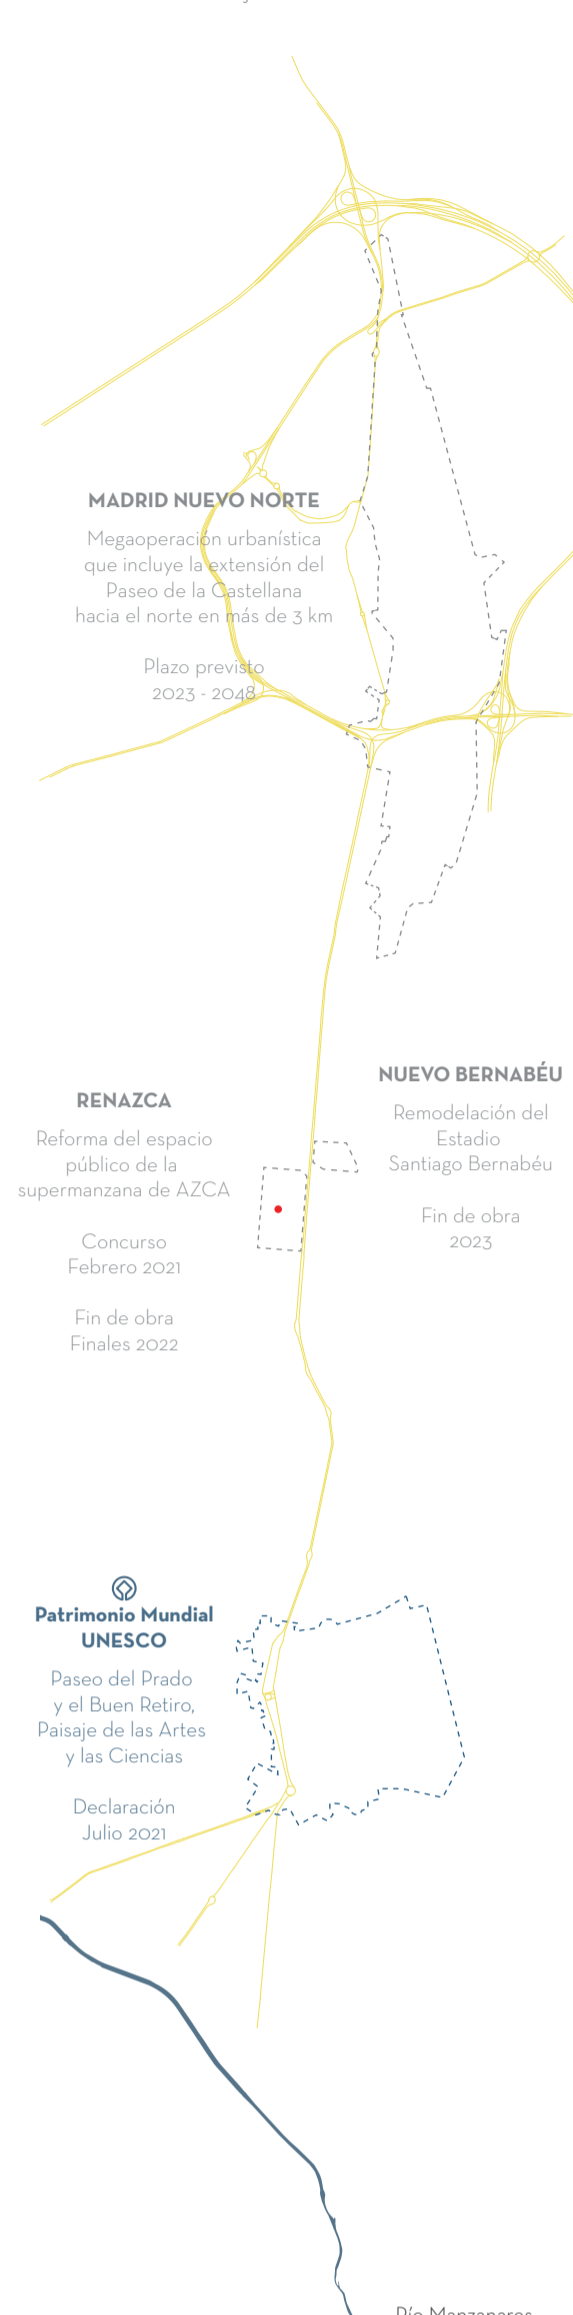 MADRID NUEVO NORTE
Megaoperación urbanística
que incluye la extensión del
Paseo de la Castellana
hacia el norte en más de 3 km
Plazo previsto
2023 - 2048
NUEVO BERNABÉU
Remodelación del
Estadio
Santiago Bernabéu
Fin de obra
2023
RENAZCA
Reforma del espacio
público de la
supermanzana de AZCA
Concurso
Febrero 2021
Fin de obra
Finales 2022
Patrimonio Mundial
UNESCO
Paseo del Prado
y el Buen Retiro,
Paisaje de las Artes
y las Ciencias
Declaración
Julio 2021
Río Manzanares